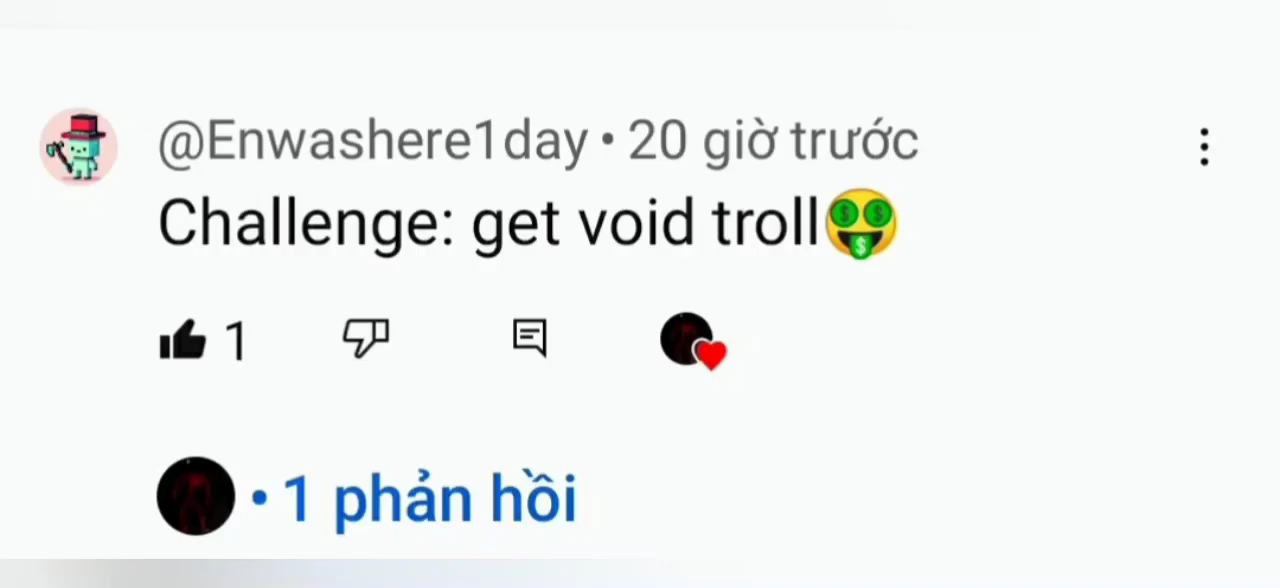 @Enwashere1day • 20 giờ trước
Challenge: get void troll🤑
1
• 1 phản hồi